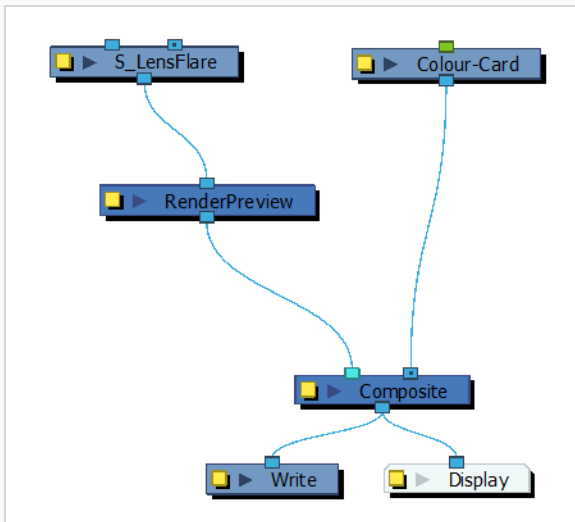 S_LensFlare
Colour-Card
RenderPreview
Composite
Write
Display